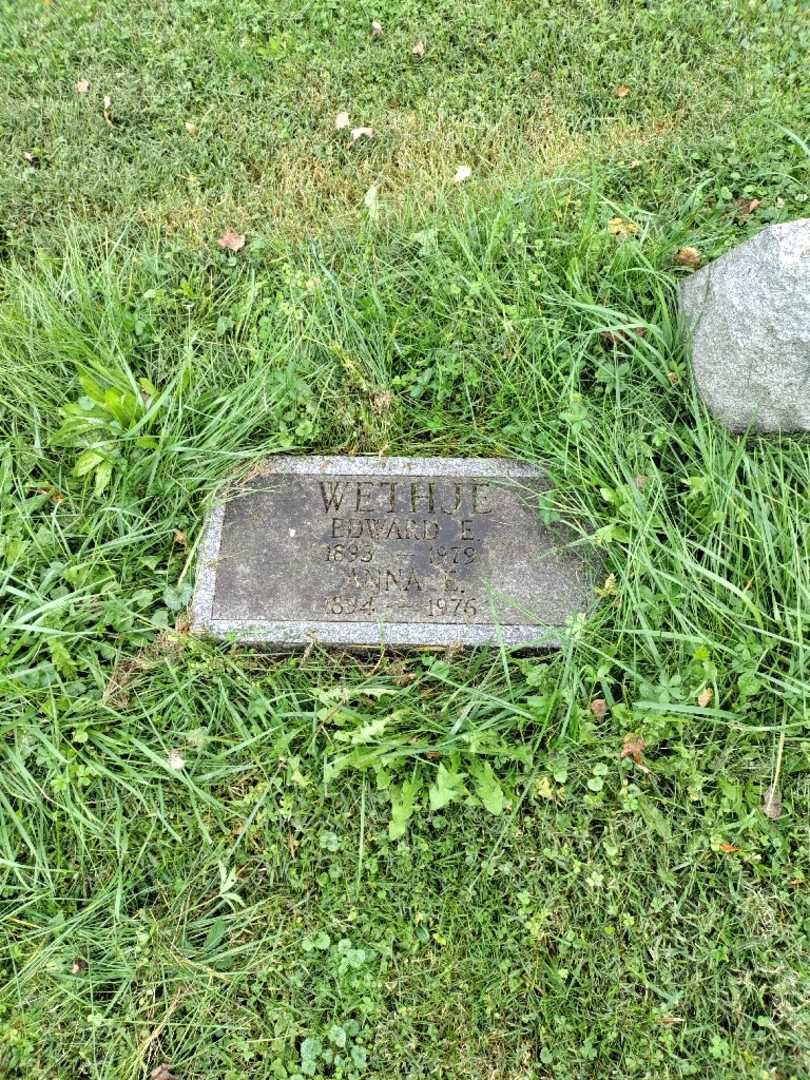 WETHJE
EDWARD E.
1893 — 1979
ANNA E.
1894 — 1976